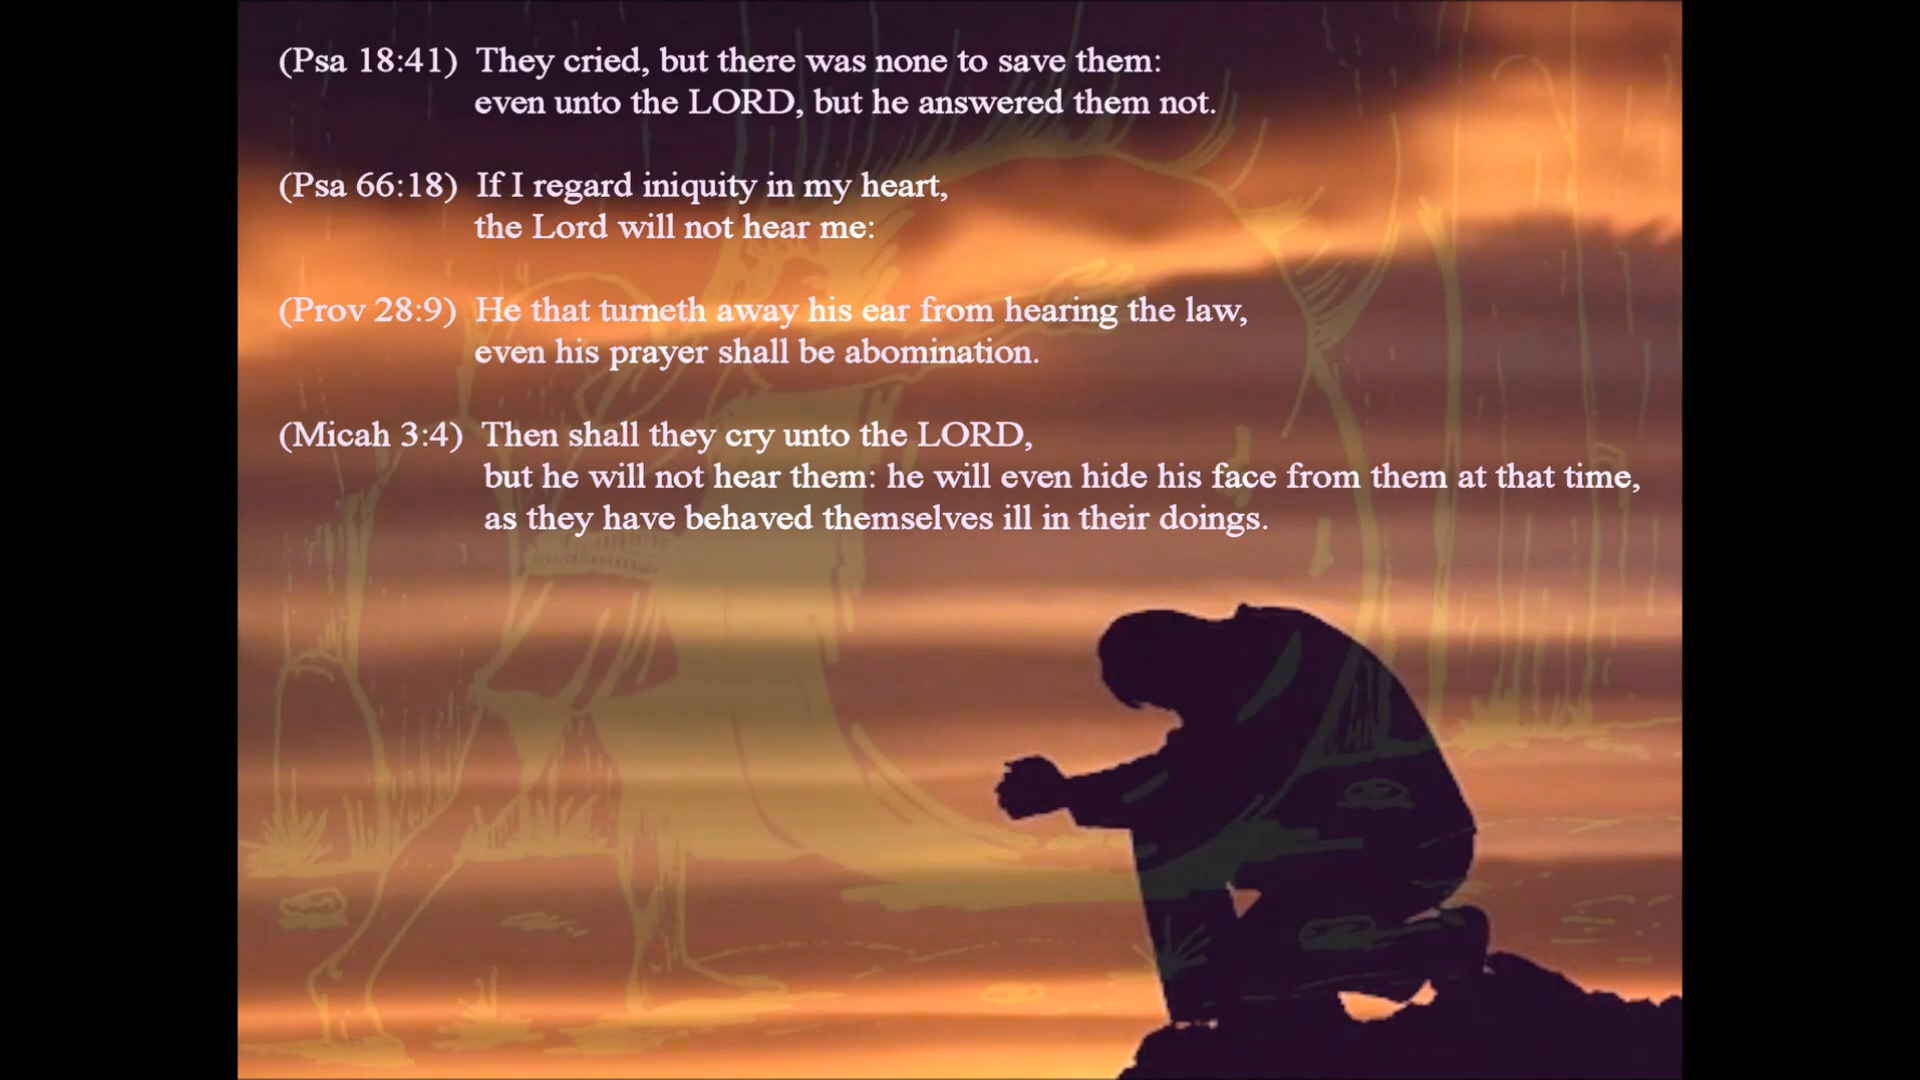 (Psa 18:41) They cried, but there was none to save them:
even unto the LORD, but he answered them not.
(Psa 66:18) If I regard iniquity in my heart,
the Lord will not hear me:
(Prov 28:9) He that turneth away his ear from hearing the law,
even his prayer shall be abomination.
(Micah 3:4) Then shall they cry unto the LORD,
but he will not hear them: he will even hide his face from them at that time,
as they have behaved themselves ill in their doings.